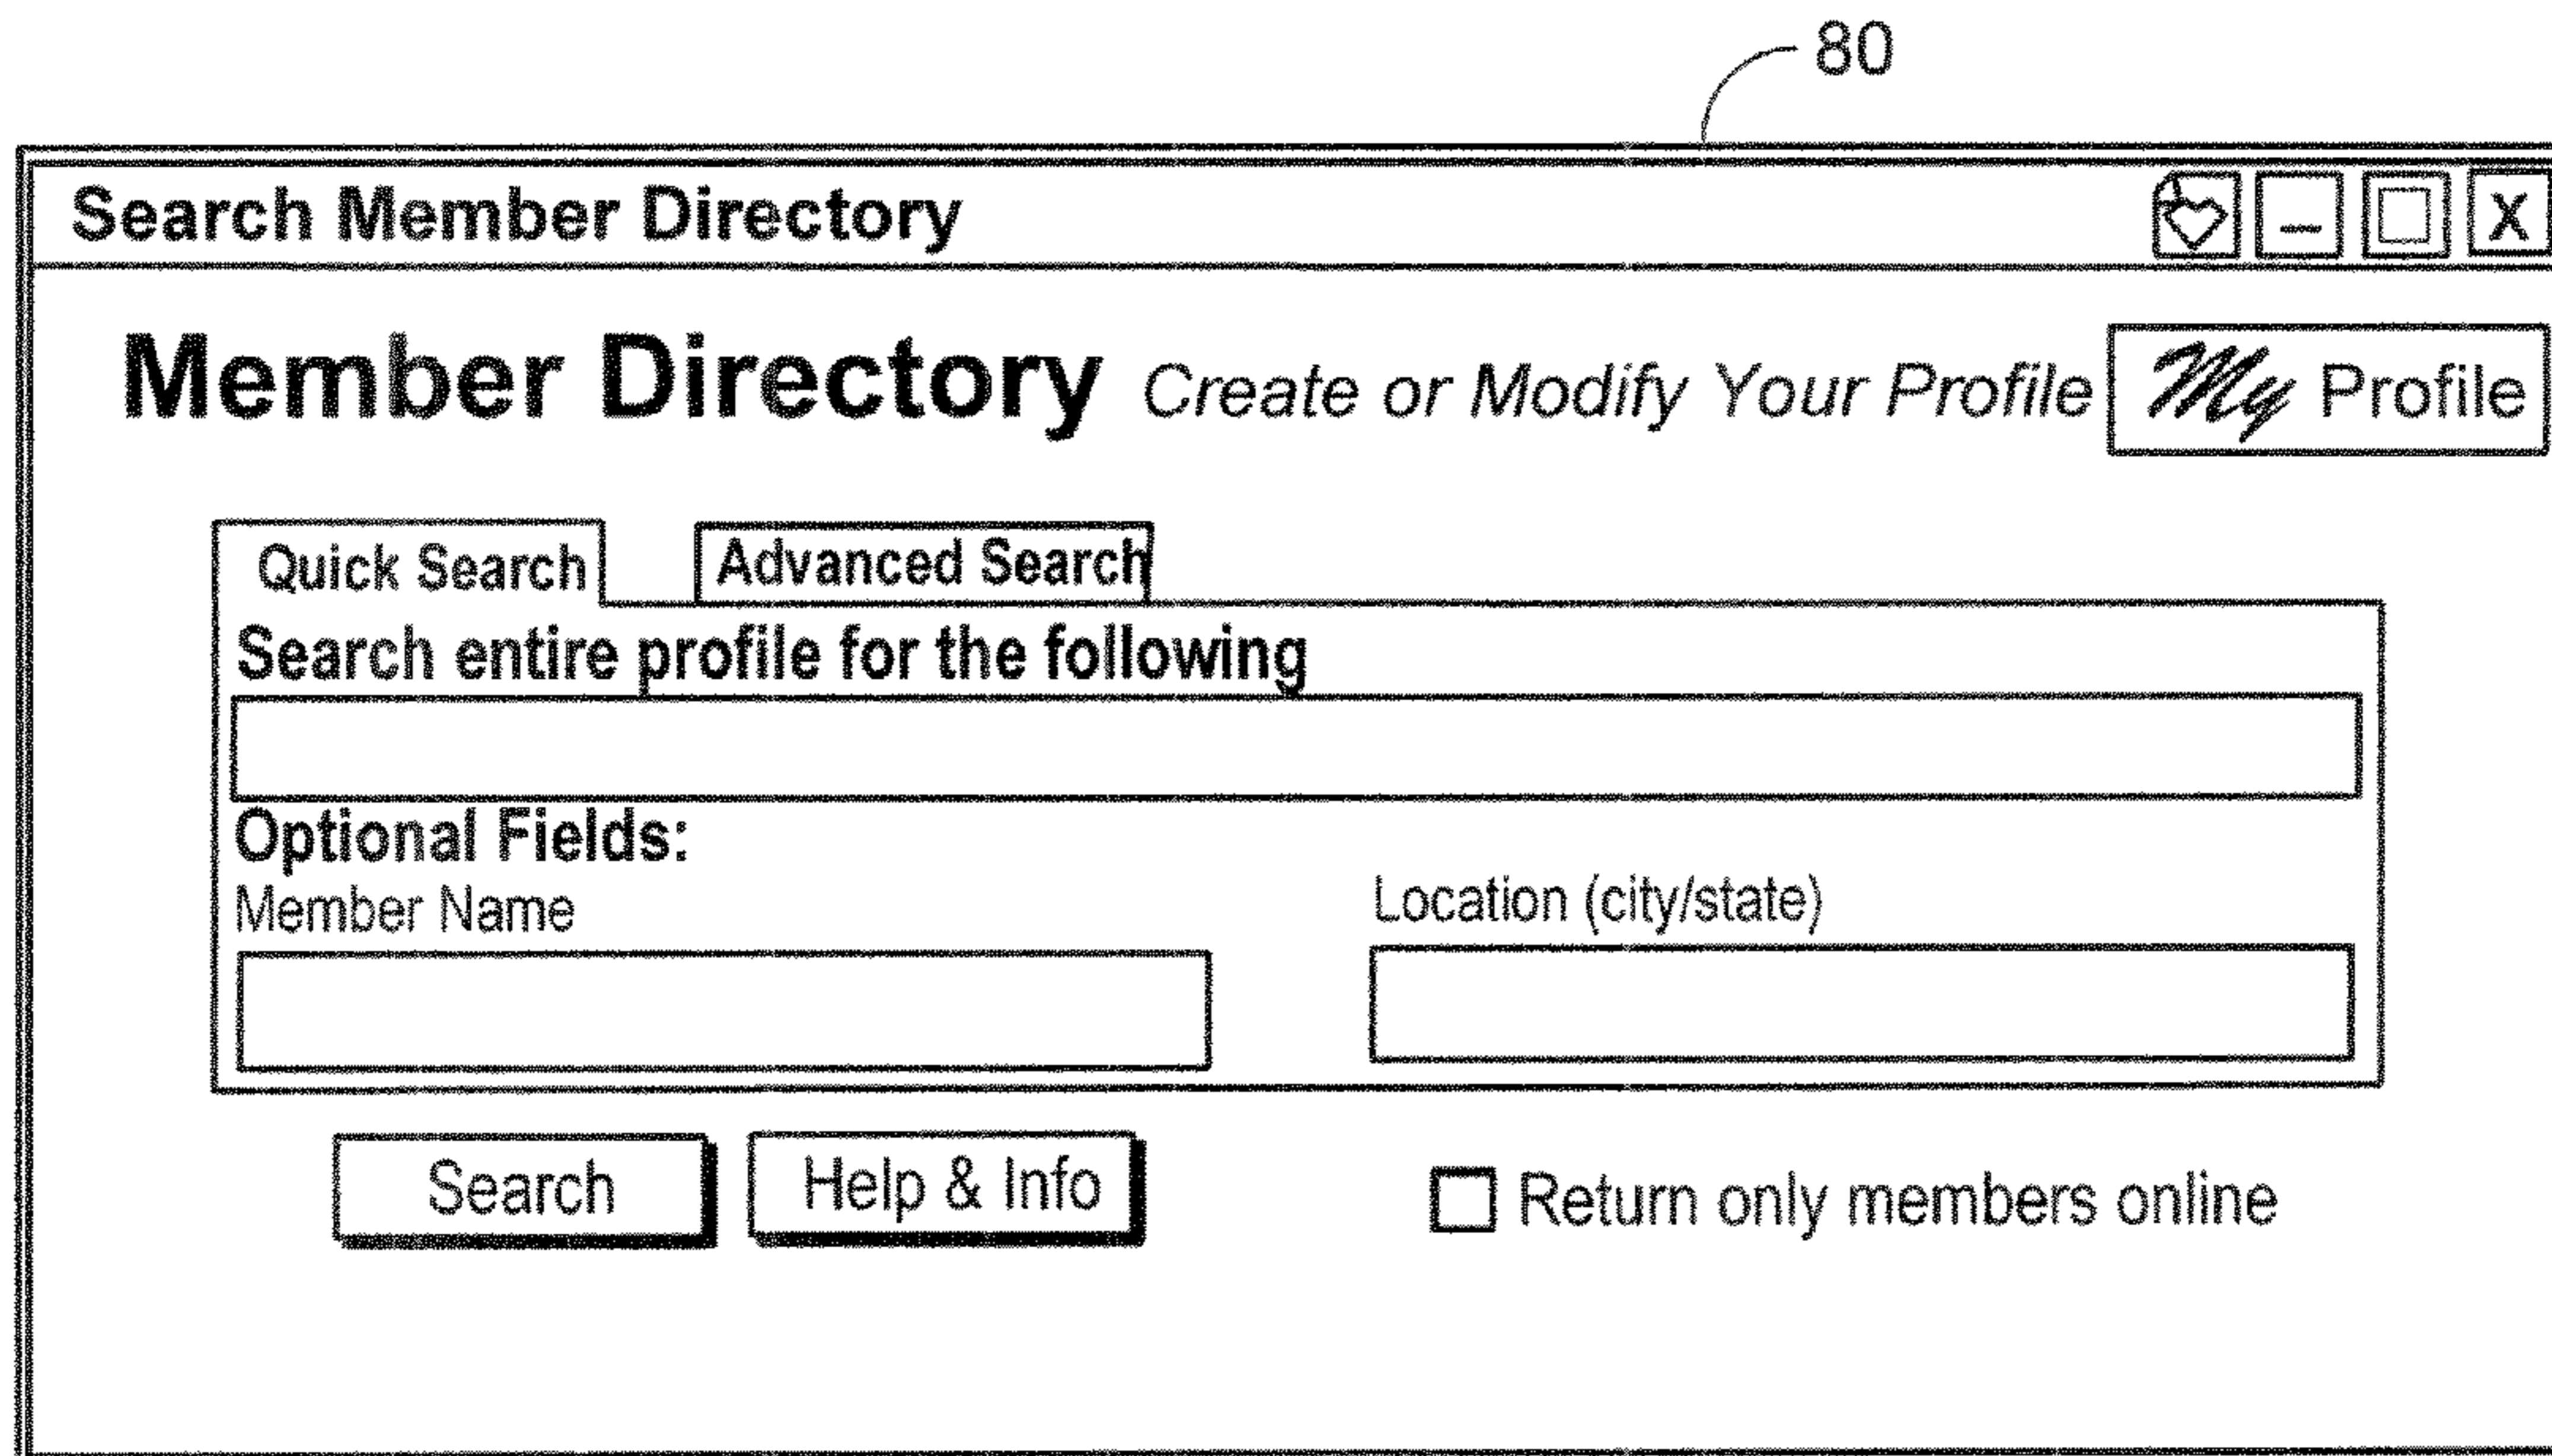 80
Search Member Directory X
Member Directory Create or Modify Your Profile My Profile
Quick Search Advanced Search
Search entire profile for the following
Optional Fields:
Member Name Location (city/state)
Search Help & Info Return only members online